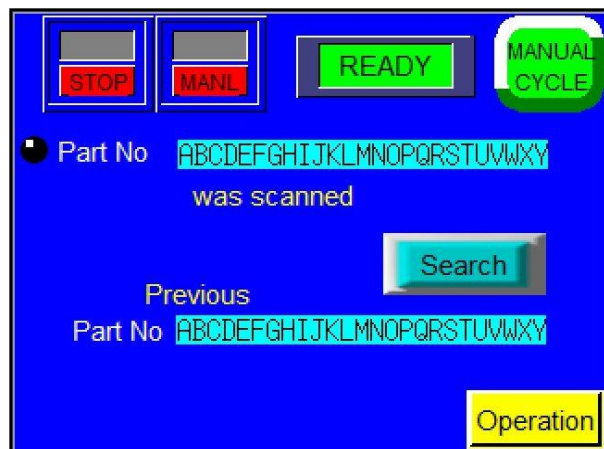 STOP
MANL
READY
MANUAL
CYCLE
Part No ABCDEFGHIJKLMNOPQRSTUVWXY
was scanned
Search
Previous
Part No ABCDEFGHIJKLMNOPQRSTUVWXY
Operation